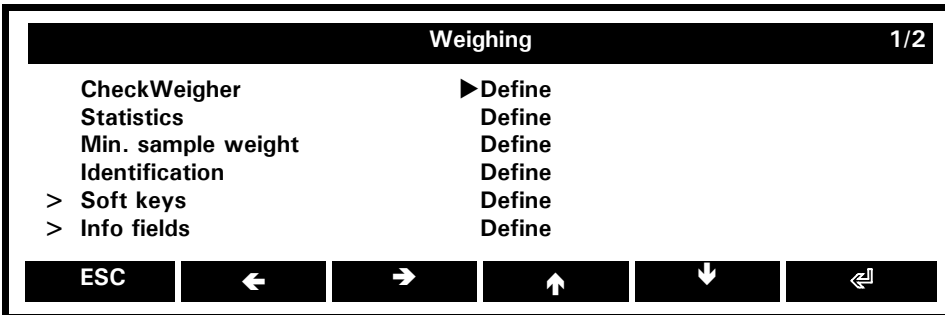 Weighing 1/2
CheckWeigher ▶Define
Statistics Define
Min. sample weight Define
Identification Define
> Soft keys Define
> Info fields Define
ESC ← → ↑ ↓ ↵